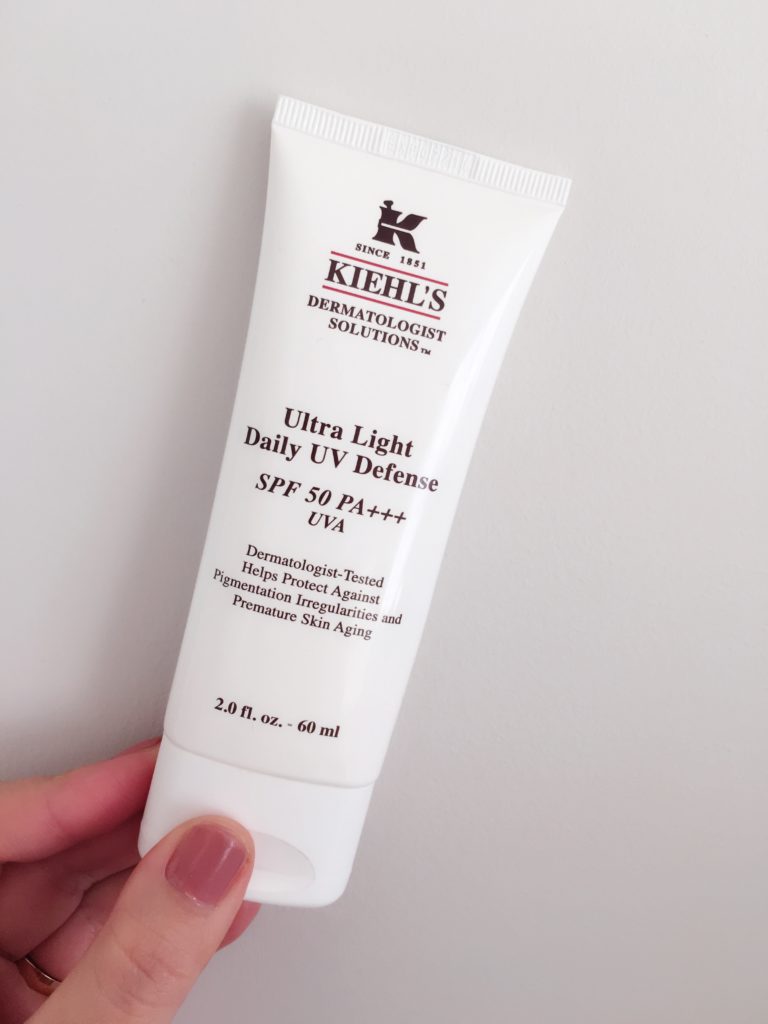 K
SINCE 1851
KIEHL'S
DERMATOLOGIST
SOLUTIONS™
Ultra Light
Daily UV Defense
SPF 50 PA+++
UVA
Dermatologist-Tested
Helps Protect Against
Pigmentation Irregularities and
Premature Skin Aging
2.0 fl. oz. - 60 ml